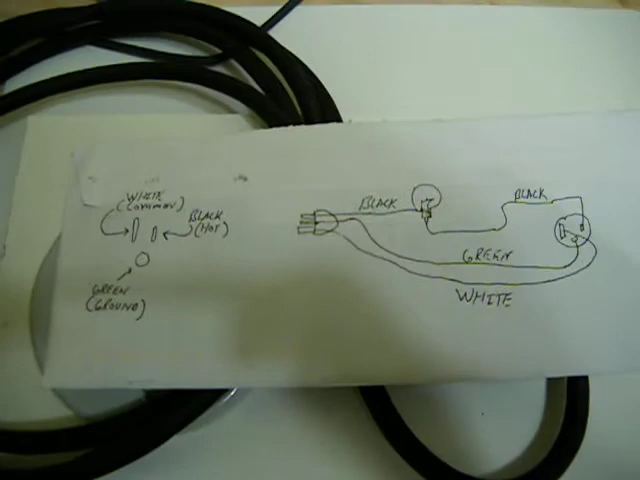 WHITE
(COMMON)
BLACK
(HOT)
GREEN
(GROUND)
BLACK
BLACK
GREEN
WHITE